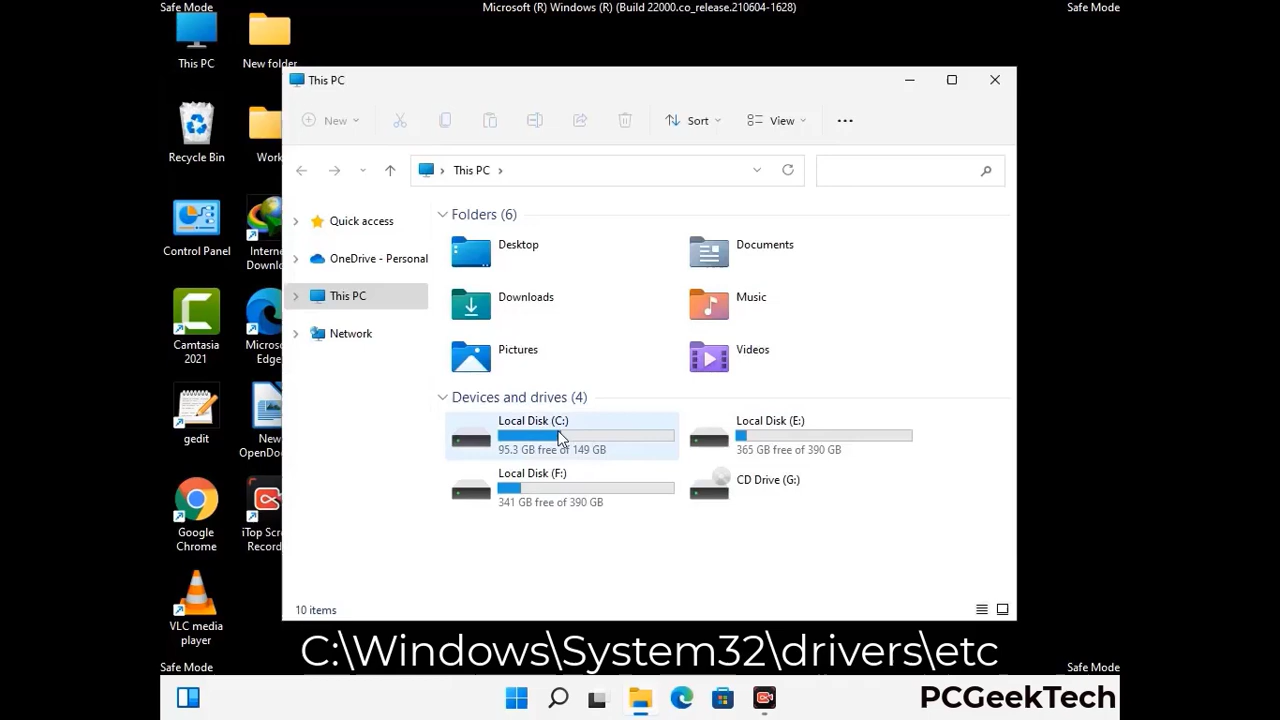 Safe Mode
Microsoft (R) Windows (R) (Build 22000.co_release.210604-1628)
Safe Mode
This PC
New folder
Recycle Bin
Work
Control Panel
Intern
Downlo
Camtasia
2021
Micros
Edge
gedit
New
OpenDo
Google
Chrome
iTop Scr
Record
VLC media
player
This PC
New
Sort
View
This PC
Quick access
OneDrive - Personal
This PC
Network
Folders (6)
Desktop
Documents
Downloads
Music
Pictures
Videos
Devices and drives (4)
Local Disk (C:)
95.3 GB free of 149 GB
Local Disk (E:)
365 GB free of 390 GB
Local Disk (F:)
341 GB free of 390 GB
CD Drive (G:)
10 items
C:\Windows\System32\drivers\etc
Safe Mode
Safe Mode
PCGeekTech